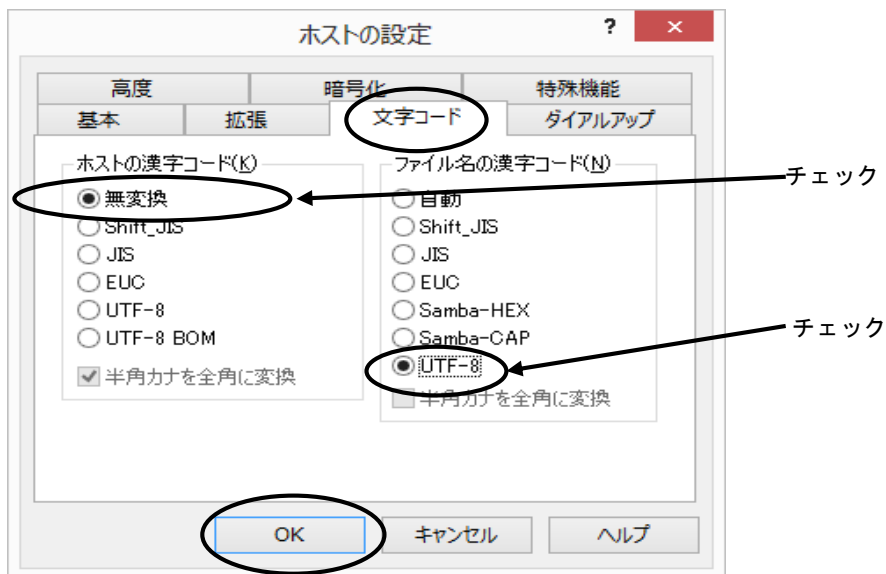 ホストの設定
?
×
高度 暗号化 特殊機能
基本 拡張 文字コード ダイアルアップ
ホストの漢字コード(K)
無変換
Shift_JIS
JIS
EUC
UTF-8
UTF-8 BOM
半角カナを全角に変換
ファイル名の漢字コード(N)
自動
Shift_JIS
JIS
EUC
Samba-HEX
Samba-CAP
UTF-8
半角カナを全角に変換
チェック
チェック
OK キャンセル ヘルプ